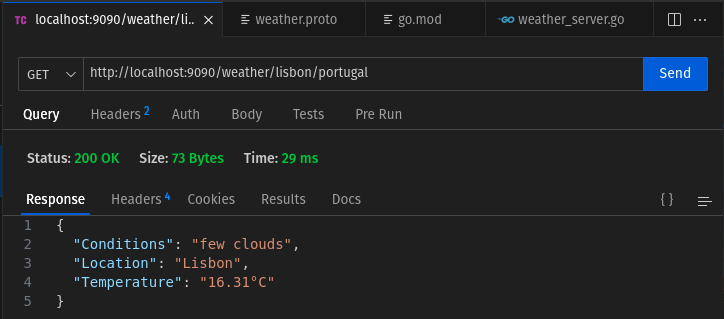 TC localhost:9090/weather/li.. × weather.proto go.mod GO weather_server.go ···
GET http://localhost:9090/weather/lisbon/portugal Send
Query Headers 2 Auth Body Tests Pre Run
Status: 200 OK Size: 73 Bytes Time: 29 ms
Response Headers 4 Cookies Results Docs { }
1 {
2 "Conditions": "few clouds",
3 "Location": "Lisbon",
4 "Temperature": "16.31°C"
5 }